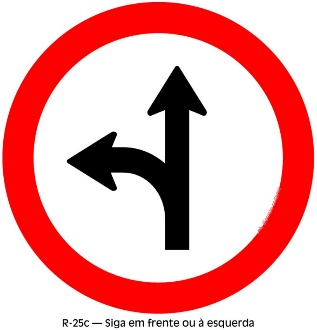 R-25c — Siga em frente ou à esquerda